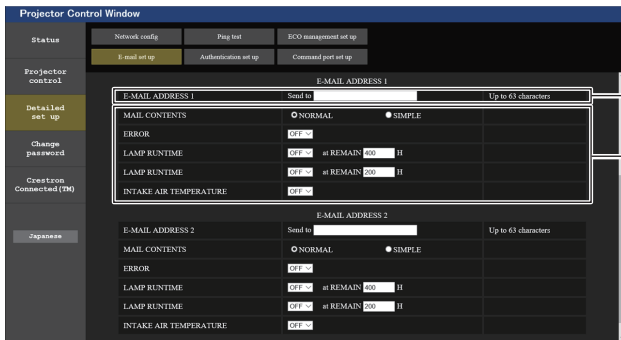 Projector Control Window
Status
Network config
Ping test
ECO management set up
E-mail set up
Authentication set up
Command port set up
Projector
control
Detailed
set up
Change
password
Crestron
Connected(TM)
Japanese
E-MAIL ADDRESS 1
E-MAIL ADDRESS 1 Send to Up to 63 characters
MAIL CONTENTS NORMAL SIMPLE
ERROR OFF
LAMP RUNTIME OFF at REMAIN 400 H
LAMP RUNTIME OFF at REMAIN 200 H
INTAKE AIR TEMPERATURE OFF
E-MAIL ADDRESS 2
E-MAIL ADDRESS 2 Send to Up to 63 characters
MAIL CONTENTS NORMAL SIMPLE
ERROR OFF
LAMP RUNTIME OFF at REMAIN 400 H
LAMP RUNTIME OFF at REMAIN 200 H
INTAKE AIR TEMPERATURE OFF